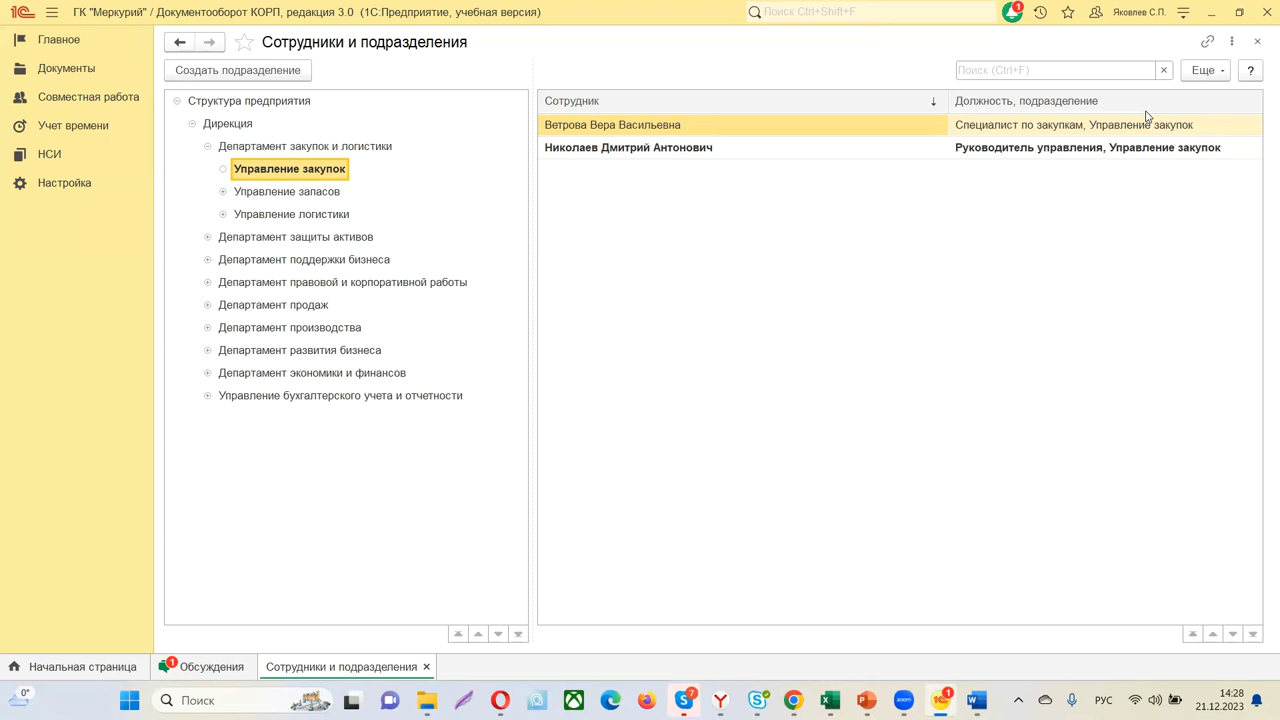 ГК "Меркурий" / Документооборот КОРП, редакция 3.0 (1С:Предприятие, учебная версия)
Поиск Ctrl+Shift+F
1
Яковлев С.П.
Главное
Документы
Совместная работа
Учет времени
НСИ
Настройка
Сотрудники и подразделения
Создать подразделение
Поиск (Ctrl+F)
×
Еще
?
Структура предприятия
Дирекция
Департамент закупок и логистики
Управление закупок
Управление запасов
Управление логистики
Департамент защиты активов
Департамент поддержки бизнеса
Департамент правовой и корпоративной работы
Департамент продаж
Департамент производства
Департамент развития бизнеса
Департамент экономики и финансов
Управление бухгалтерского учета и отчетности
Сотрудник ↓ Должность, подразделение
Ветрова Вера Васильевна Специалист по закупкам, Управление закупок
Николаев Дмитрий Антонович Руководитель управления, Управление закупок
Начальная страница
1 Обсуждения
Сотрудники и подразделения ×
0°
Поиск
7
1
РУС
14:28
21.12.2023